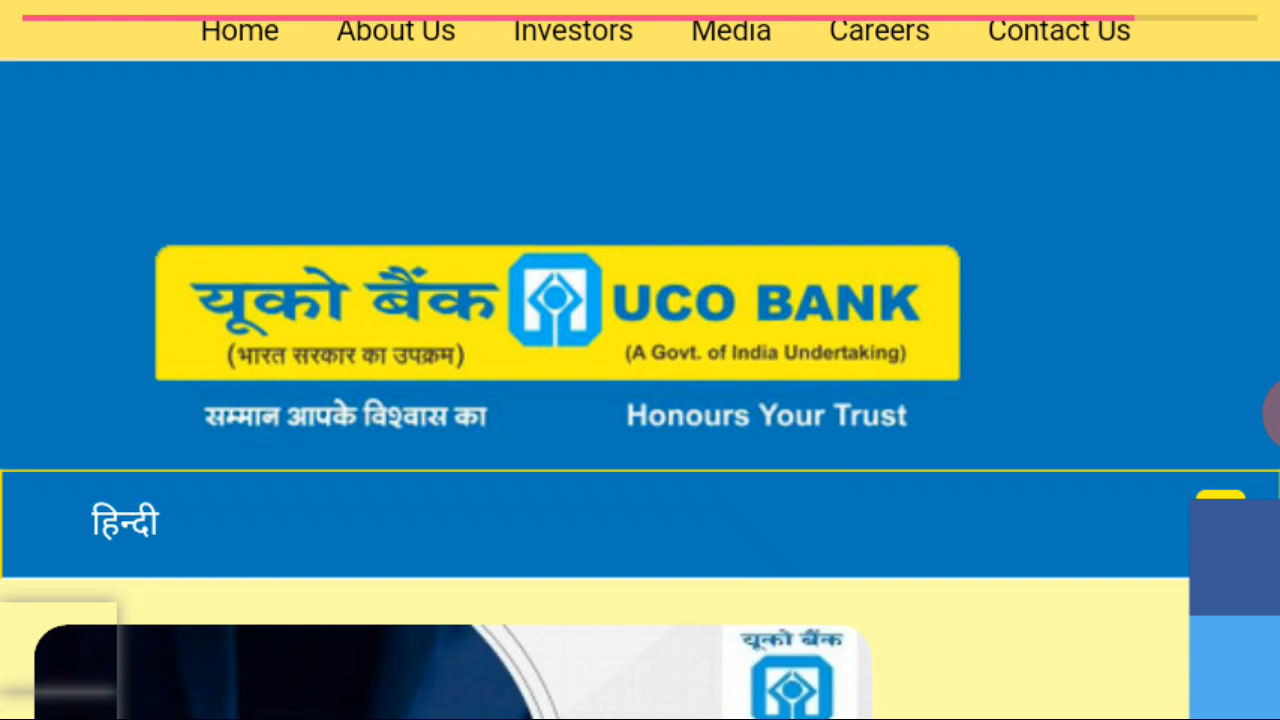 Home About Us Investors Media Careers Contact Us
यूको बैंक UCO BANK
(भारत सरकार का उपक्रम) (A Govt. of India Undertaking)
सम्मान आपके विश्वास का Honours Your Trust
हिन्दी
यूको बैंक